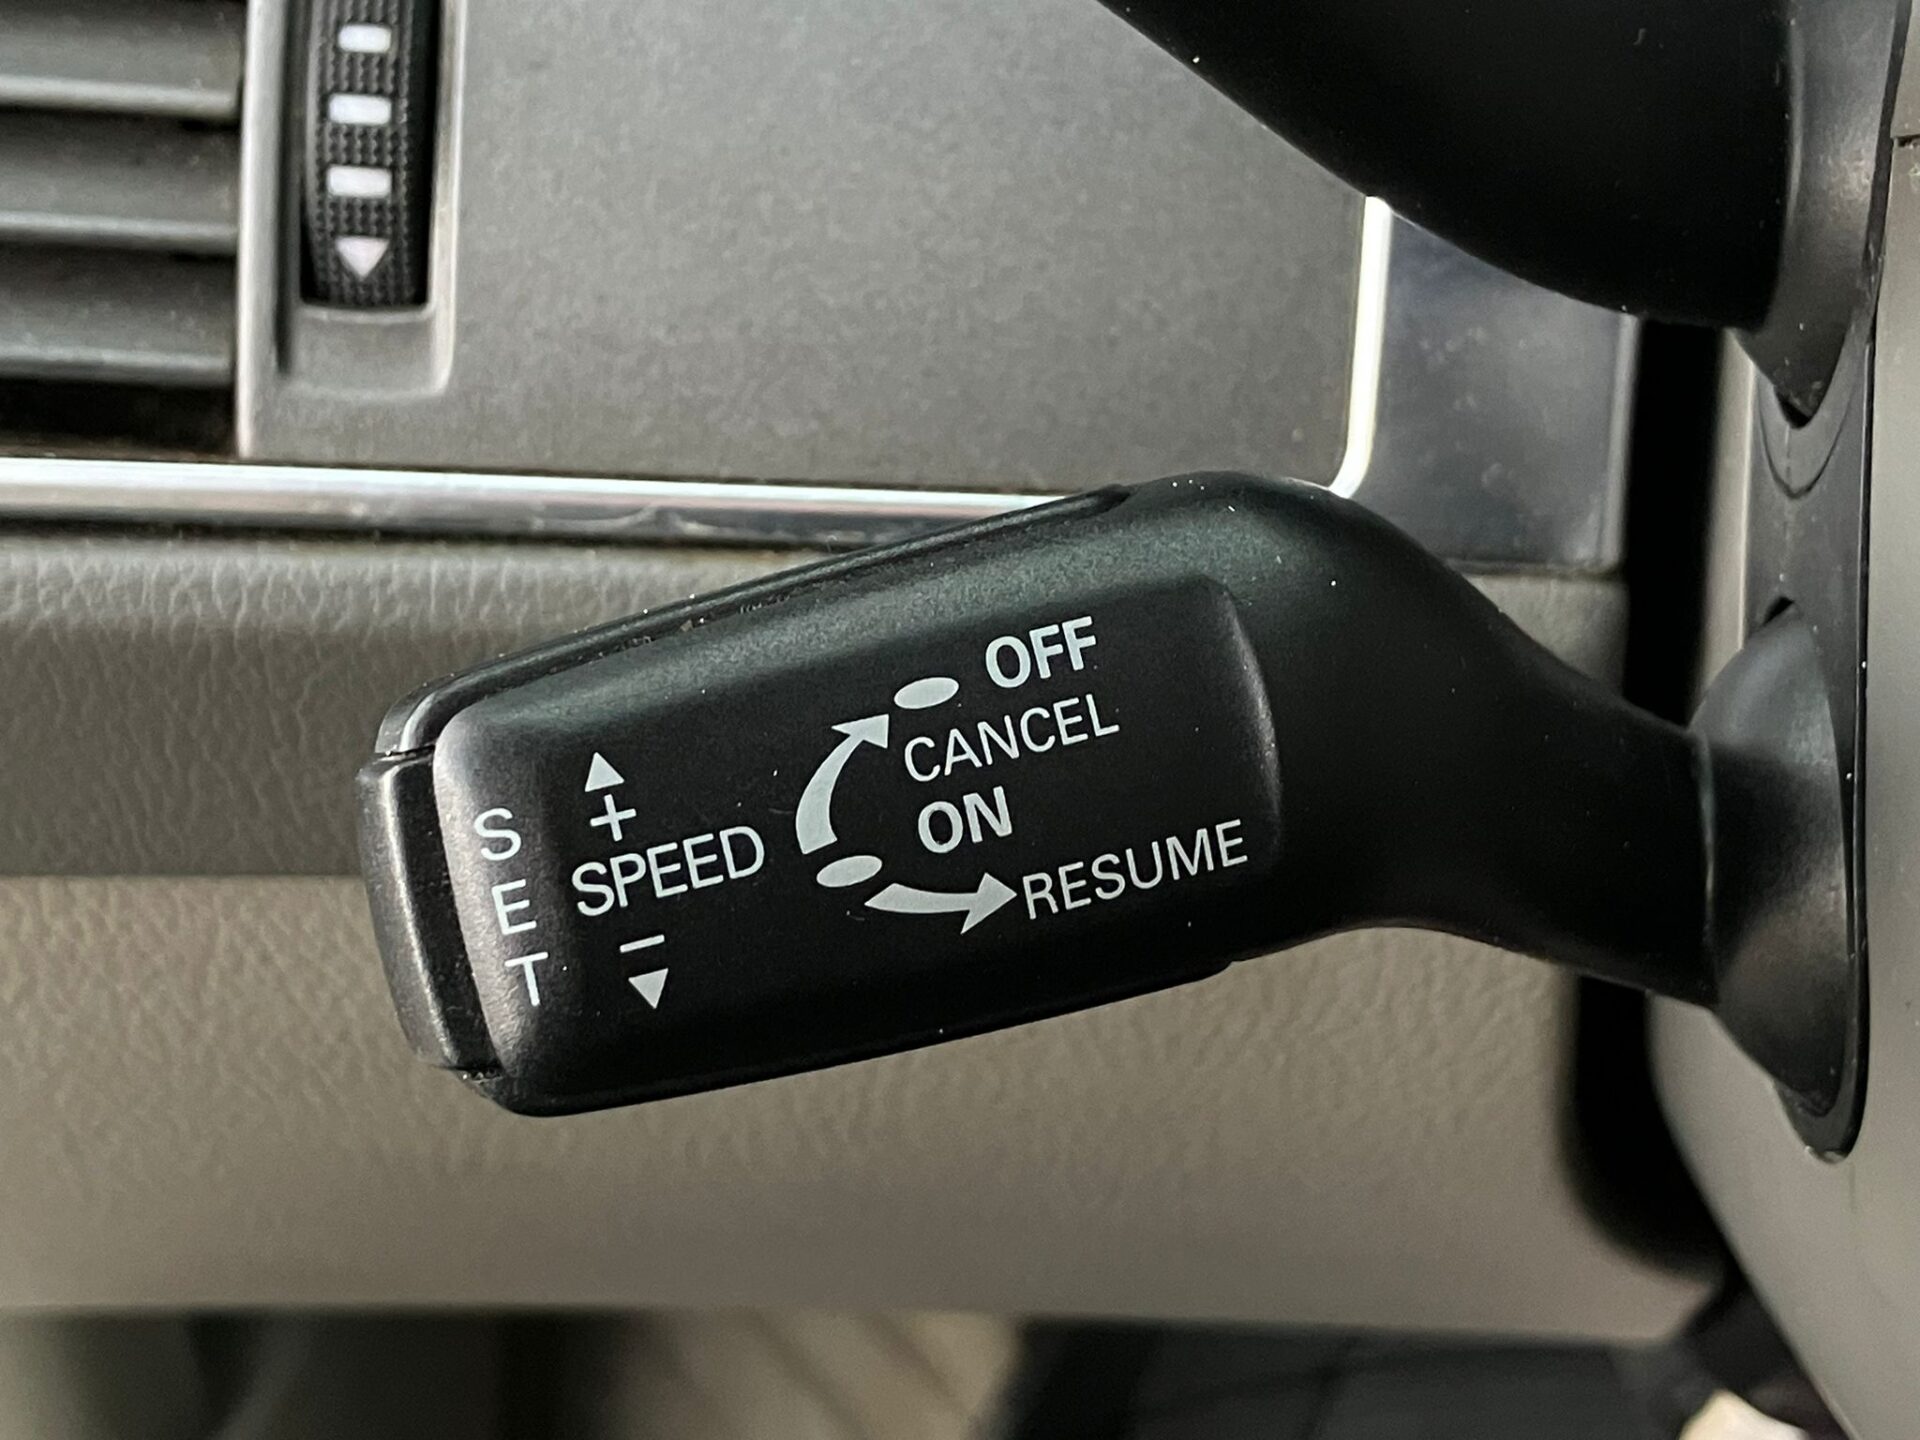 OFF
CANCEL
ON
RESUME
+
SPEED
−
SET